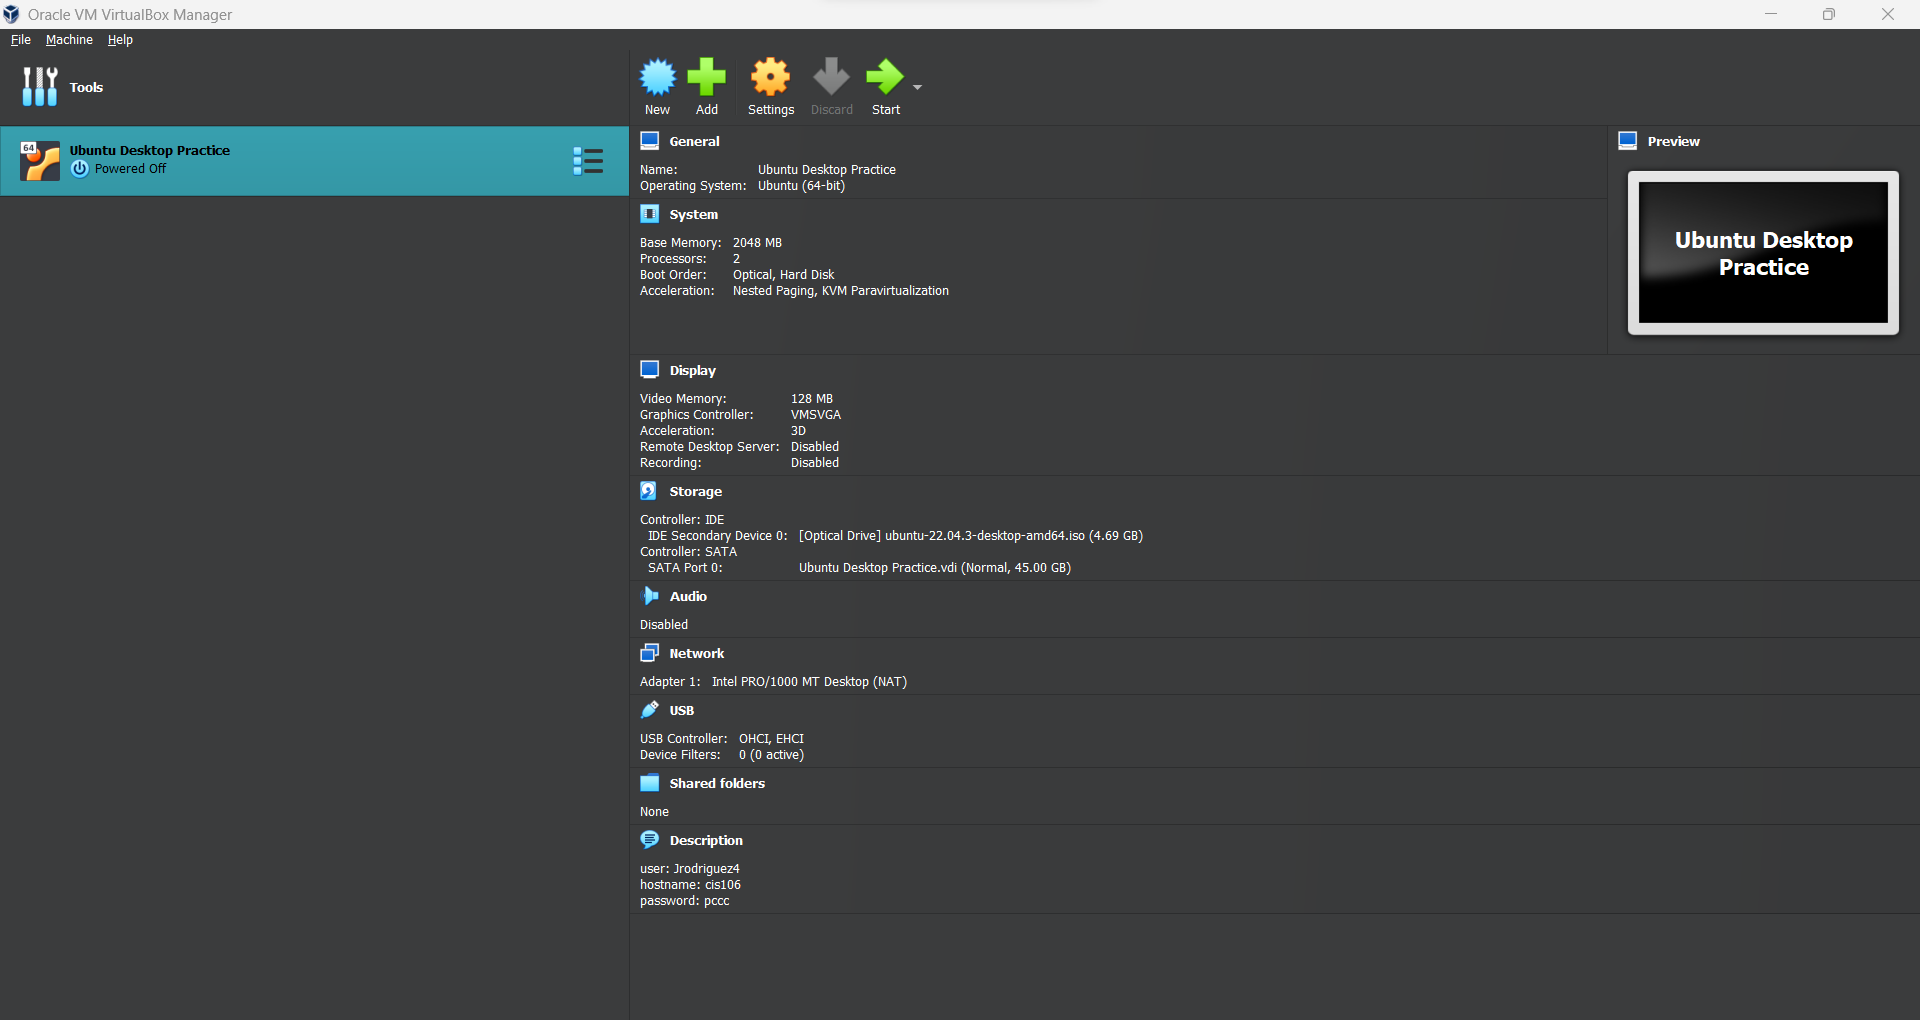 Oracle VM VirtualBox Manager
File Machine Help
Tools
New Add Settings Discard Start
64
Ubuntu Desktop Practice
Powered Off
General
Name: Ubuntu Desktop Practice
Operating System: Ubuntu (64-bit)
Preview
Ubuntu Desktop
Practice
System
Base Memory: 2048 MB
Processors: 2
Boot Order: Optical, Hard Disk
Acceleration: Nested Paging, KVM Paravirtualization
Display
Video Memory: 128 MB
Graphics Controller: VMSVGA
Acceleration: 3D
Remote Desktop Server: Disabled
Recording: Disabled
Storage
Controller: IDE
IDE Secondary Device 0: [Optical Drive] ubuntu-22.04.3-desktop-amd64.iso (4.69 GB)
Controller: SATA
SATA Port 0: Ubuntu Desktop Practice.vdi (Normal, 45.00 GB)
Audio
Disabled
Network
Adapter 1: Intel PRO/1000 MT Desktop (NAT)
USB
USB Controller: OHCI, EHCI
Device Filters: 0 (0 active)
Shared folders
None
Description
user: Jrodriguez4
hostname: cis106
password: pccc